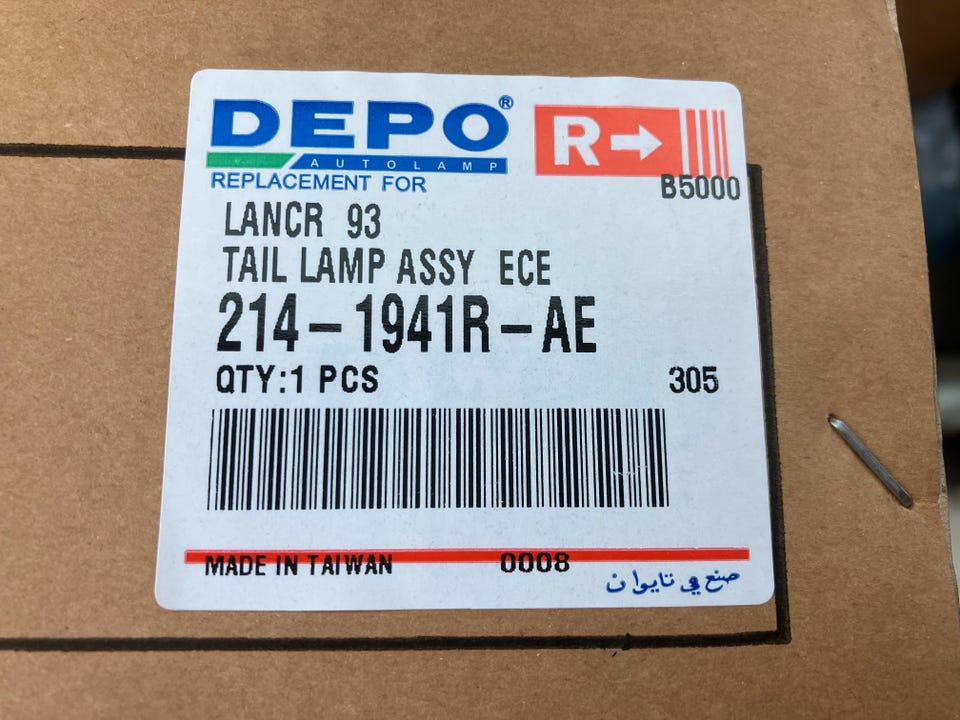 DEPO®
AUTOLAMP
REPLACEMENT FOR
R
B5000
LANCR 93
TAIL LAMP ASSY ECE
214-1941R-AE
QTY:1 PCS 305
MADE IN TAIWAN 0008
صنع في تايوان